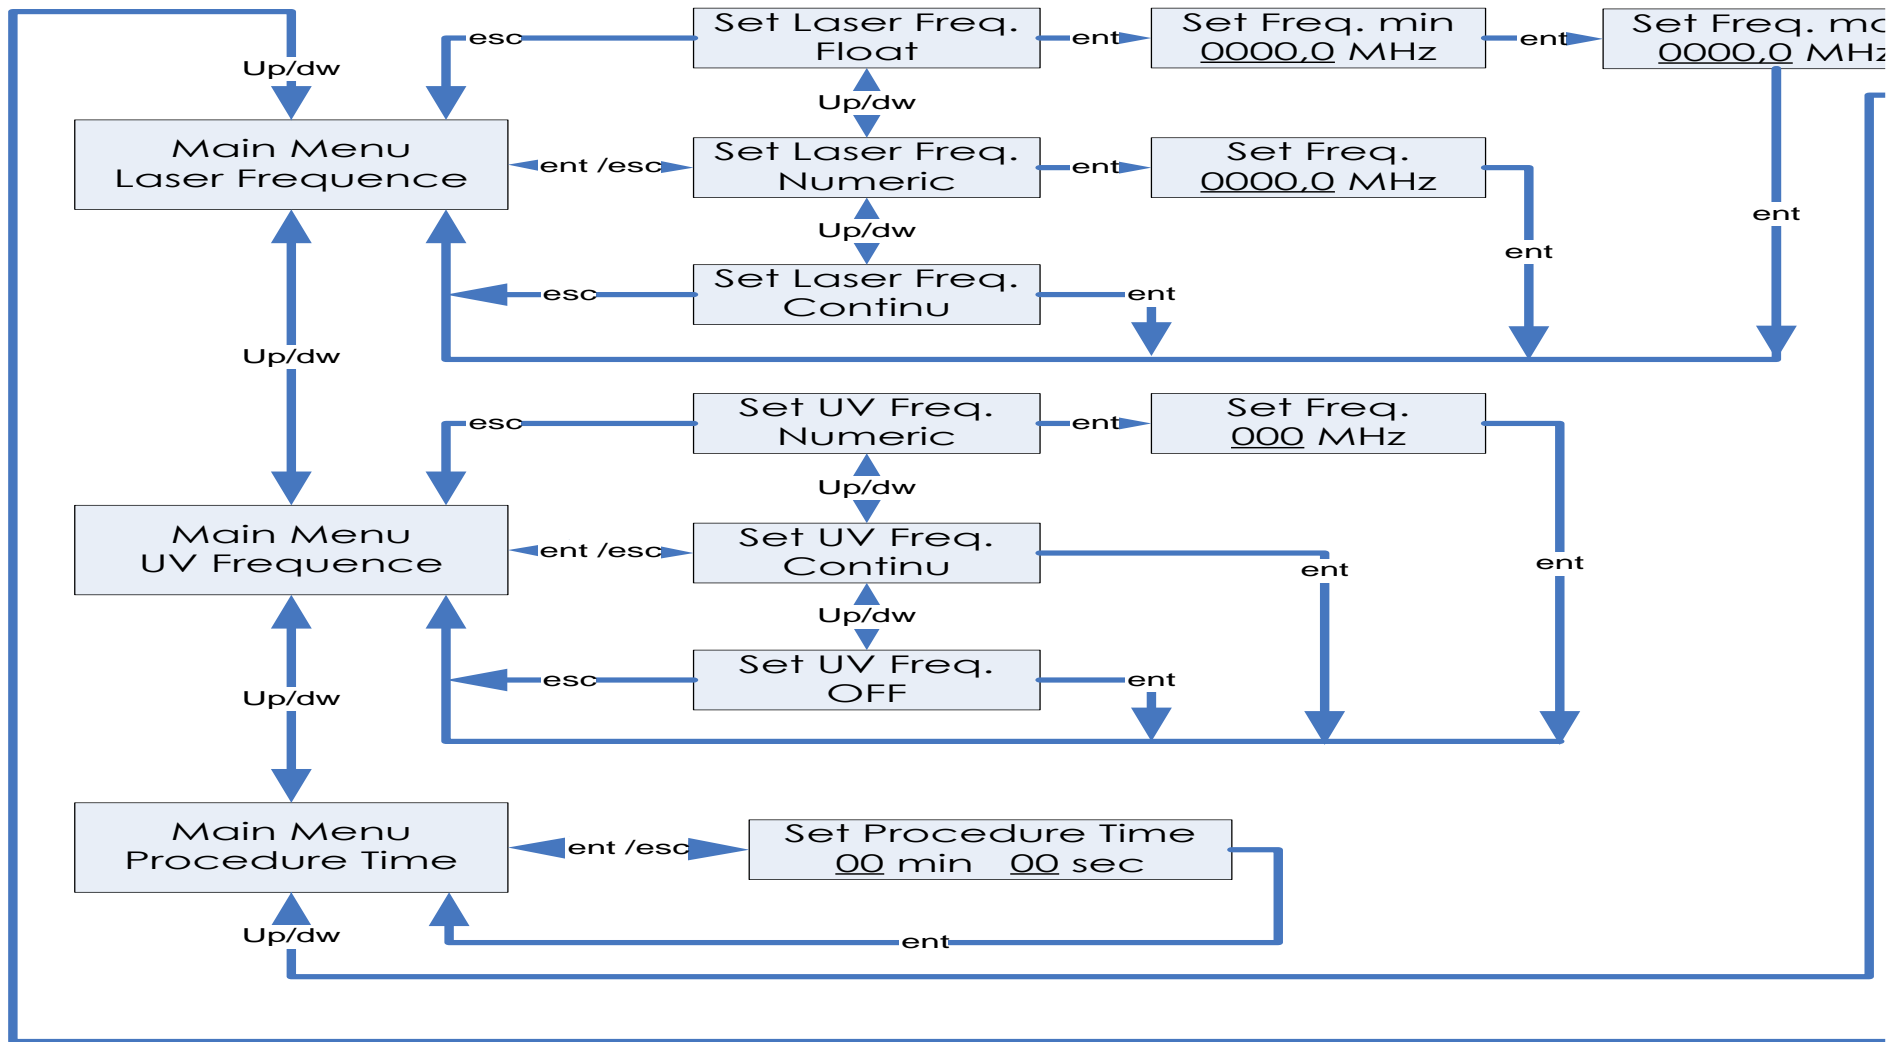 esc
Set Laser Freq.
Float
ent
Set Freq. min
0000,0 MHz
ent
Set Freq.
0000,0 MHz
Up/dw
Up/dw
Main Menu
Laser Frequence
ent /esc
Set Laser Freq.
Numeric
ent
Set Freq.
0000,0 MHz
ent
ent
Up/dw
esc
Set Laser Freq.
Continu
ent
Up/dw
esc
Set UV Freq.
Numeric
ent
Set Freq.
000 MHz
Up/dw
Main Menu
UV Frequence
ent /esc
Set UV Freq.
Continu
ent
ent
Up/dw
esc
Set UV Freq.
OFF
ent
Up/dw
Main Menu
Procedure Time
ent /esc
Set Procedure Time
00 min 00 sec
Up/dw
ent